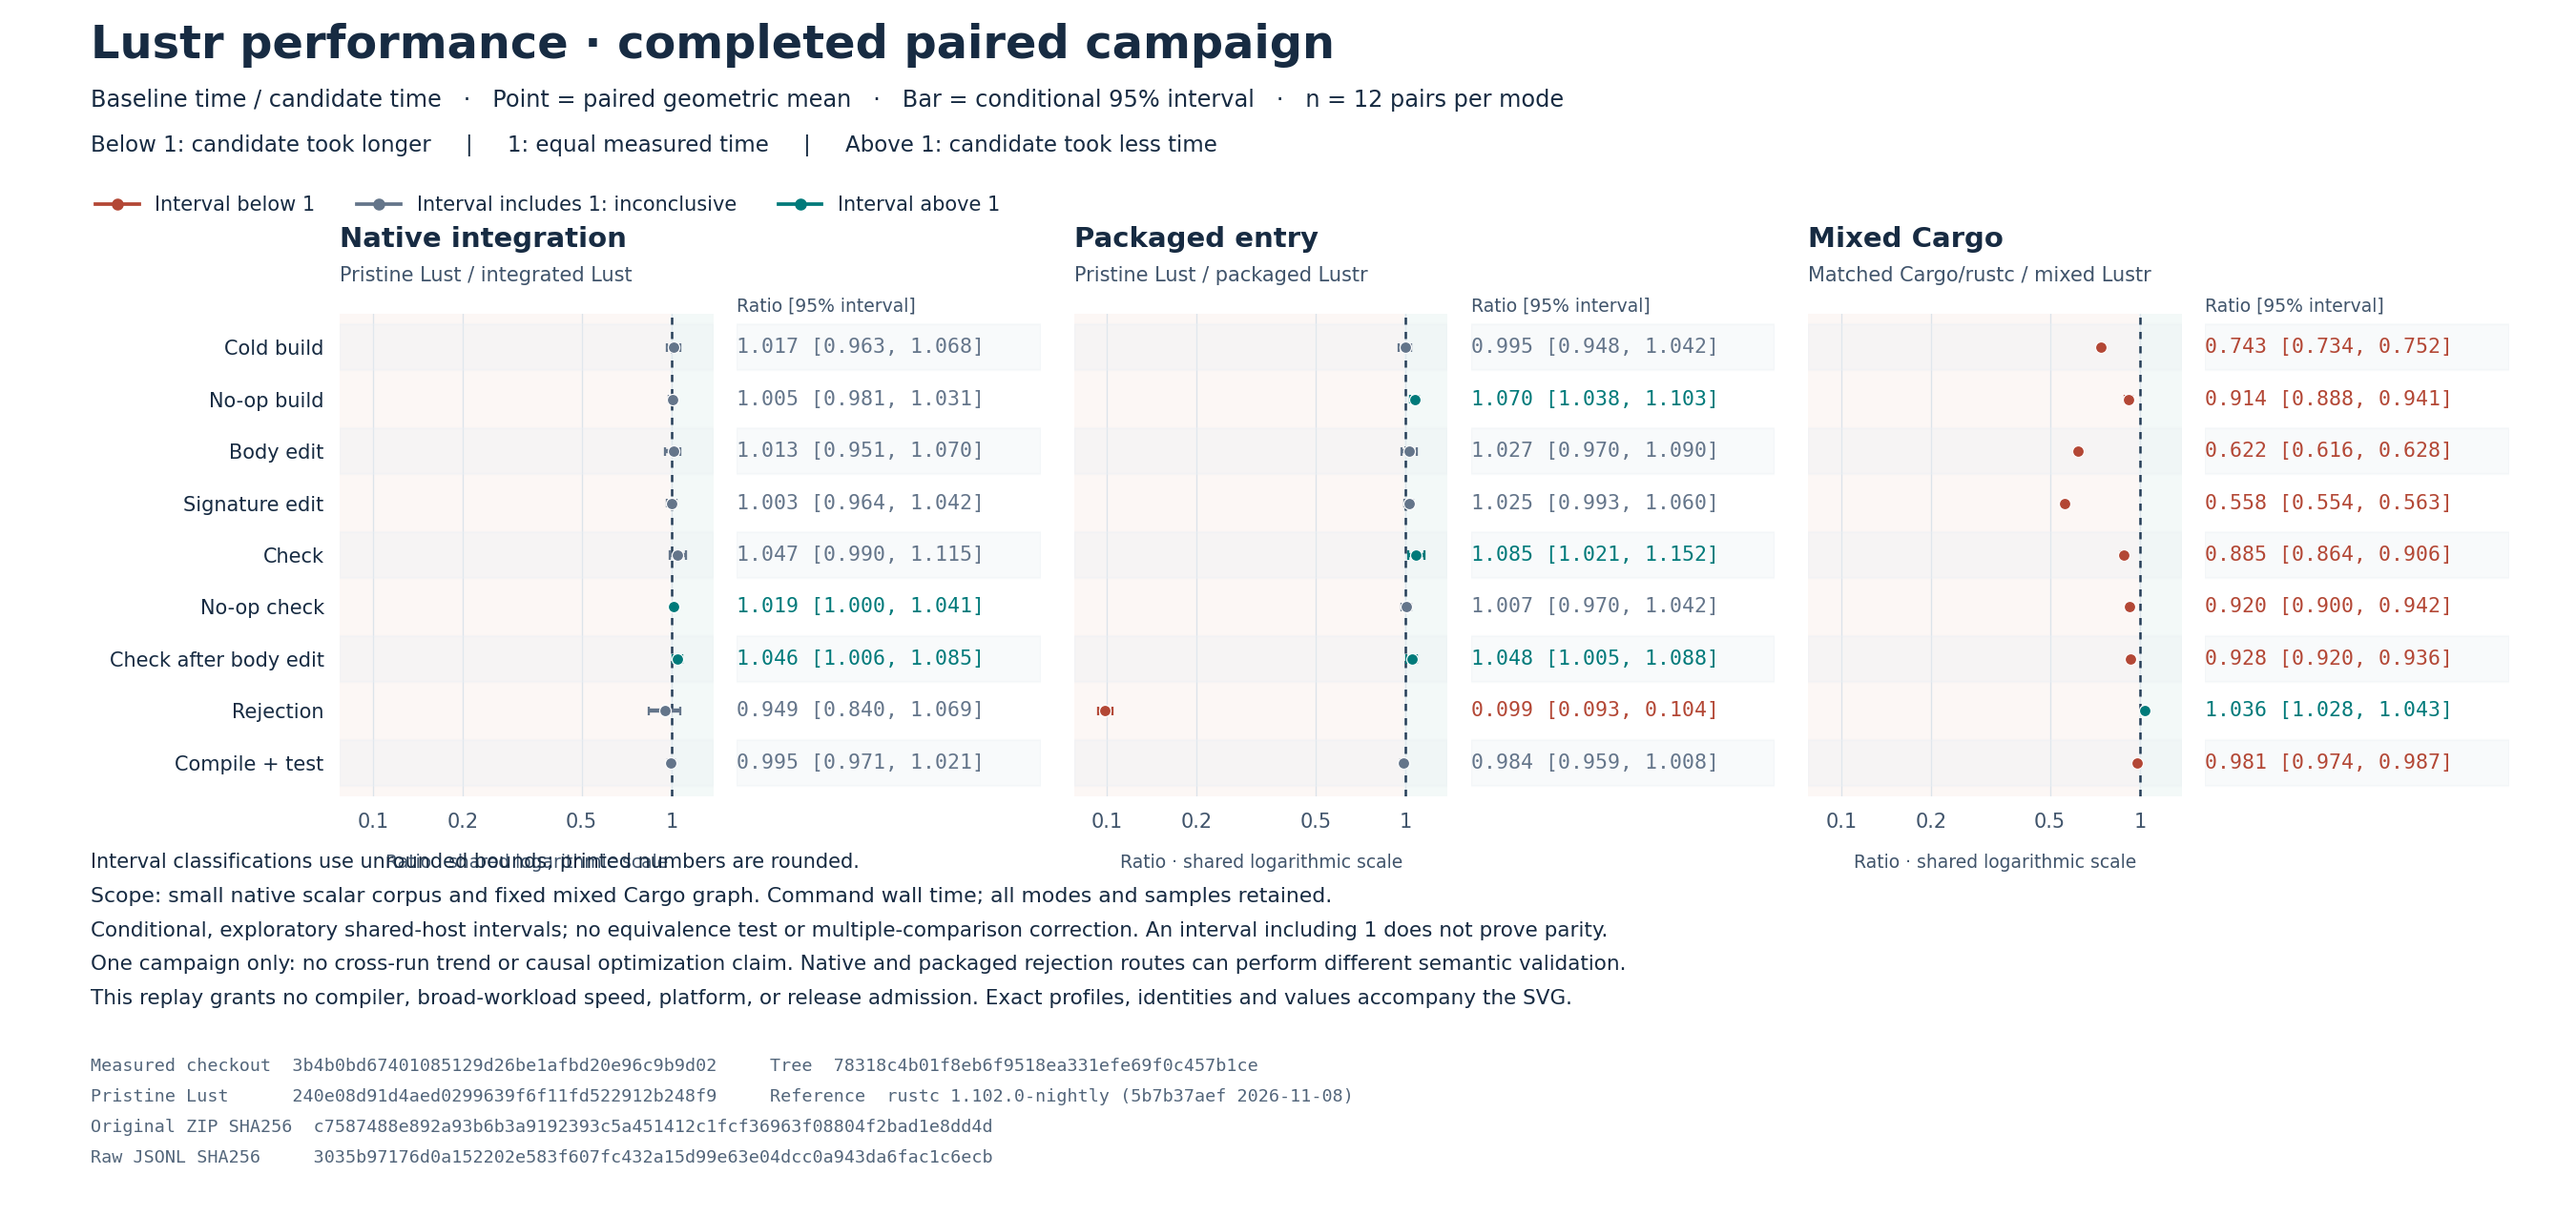 Lustr performance · completed paired campaign
Baseline time / candidate time · Point = paired geometric mean · Bar = conditional 95% interval · n = 12 pairs per mode
Below 1: candidate took longer | 1: equal measured time | Above 1: candidate took less time
Interval below 1 Interval includes 1: inconclusive Interval above 1
Native integration Packaged entry Mixed Cargo
Pristine Lust / integrated Lust Pristine Lust / packaged Lustr Matched Cargo/rustc / mixed Lustr
Ratio [95% interval] Ratio [95% interval] Ratio [95% interval]
Cold build 1.017 [0.963, 1.068] 0.995 [0.948, 1.042] 0.743 [0.734, 0.752]
No-op build 1.005 [0.981, 1.031] 1.070 [1.038, 1.103] 0.914 [0.888, 0.941]
Body edit 1.013 [0.951, 1.070] 1.027 [0.970, 1.090] 0.622 [0.616, 0.628]
Signature edit 1.003 [0.964, 1.042] 1.025 [0.993, 1.060] 0.558 [0.554, 0.563]
Check 1.047 [0.990, 1.115] 1.085 [1.021, 1.152] 0.885 [0.864, 0.906]
No-op check 1.019 [1.000, 1.041] 1.007 [0.970, 1.042] 0.920 [0.900, 0.942]
Check after body edit 1.046 [1.006, 1.085] 1.048 [1.005, 1.088] 0.928 [0.920, 0.936]
Rejection 0.949 [0.840, 1.069] 0.099 [0.093, 0.104] 1.036 [1.028, 1.043]
Compile + test 0.995 [0.971, 1.021] 0.984 [0.959, 1.008] 0.981 [0.974, 0.987]
0.1 0.2 0.5 1 0.1 0.2 0.5 1 0.1 0.2 0.5 1
Ratio · shared logarithmic scale Ratio · shared logarithmic scale Ratio · shared logarithmic scale
Interval classifications use unrounded bounds; printed numbers are rounded.
Scope: small native scalar corpus and fixed mixed Cargo graph. Command wall time; all modes and samples retained.
Conditional, exploratory shared-host intervals; no equivalence test or multiple-comparison correction. An interval including 1 does not prove parity.
One campaign only: no cross-run trend or causal optimization claim. Native and packaged rejection routes can perform different semantic validation.
This replay grants no compiler, broad-workload speed, platform, or release admission. Exact profiles, identities and values accompany the SVG.
Measured checkout 3b4b0bd67401085129d26be1afbd20e96c9b9d02 Tree 78318c4b01f8eb6f9518ea331efe69f0c457b1ce
Pristine Lust 240e08d91d4aed0299639f6f11fd522912b248f9 Reference rustc 1.102.0-nightly (5b7b37aef 2026-11-08)
Original ZIP SHA256 c7587488e892a93b6b3a9192393c5a451412c1fcf36963f08804f2bad1e8dd4d
Raw JSONL SHA256 3035b97176d0a152202e583f607fc432a15d99e63e04dcc0a943da6fac1c6ecb